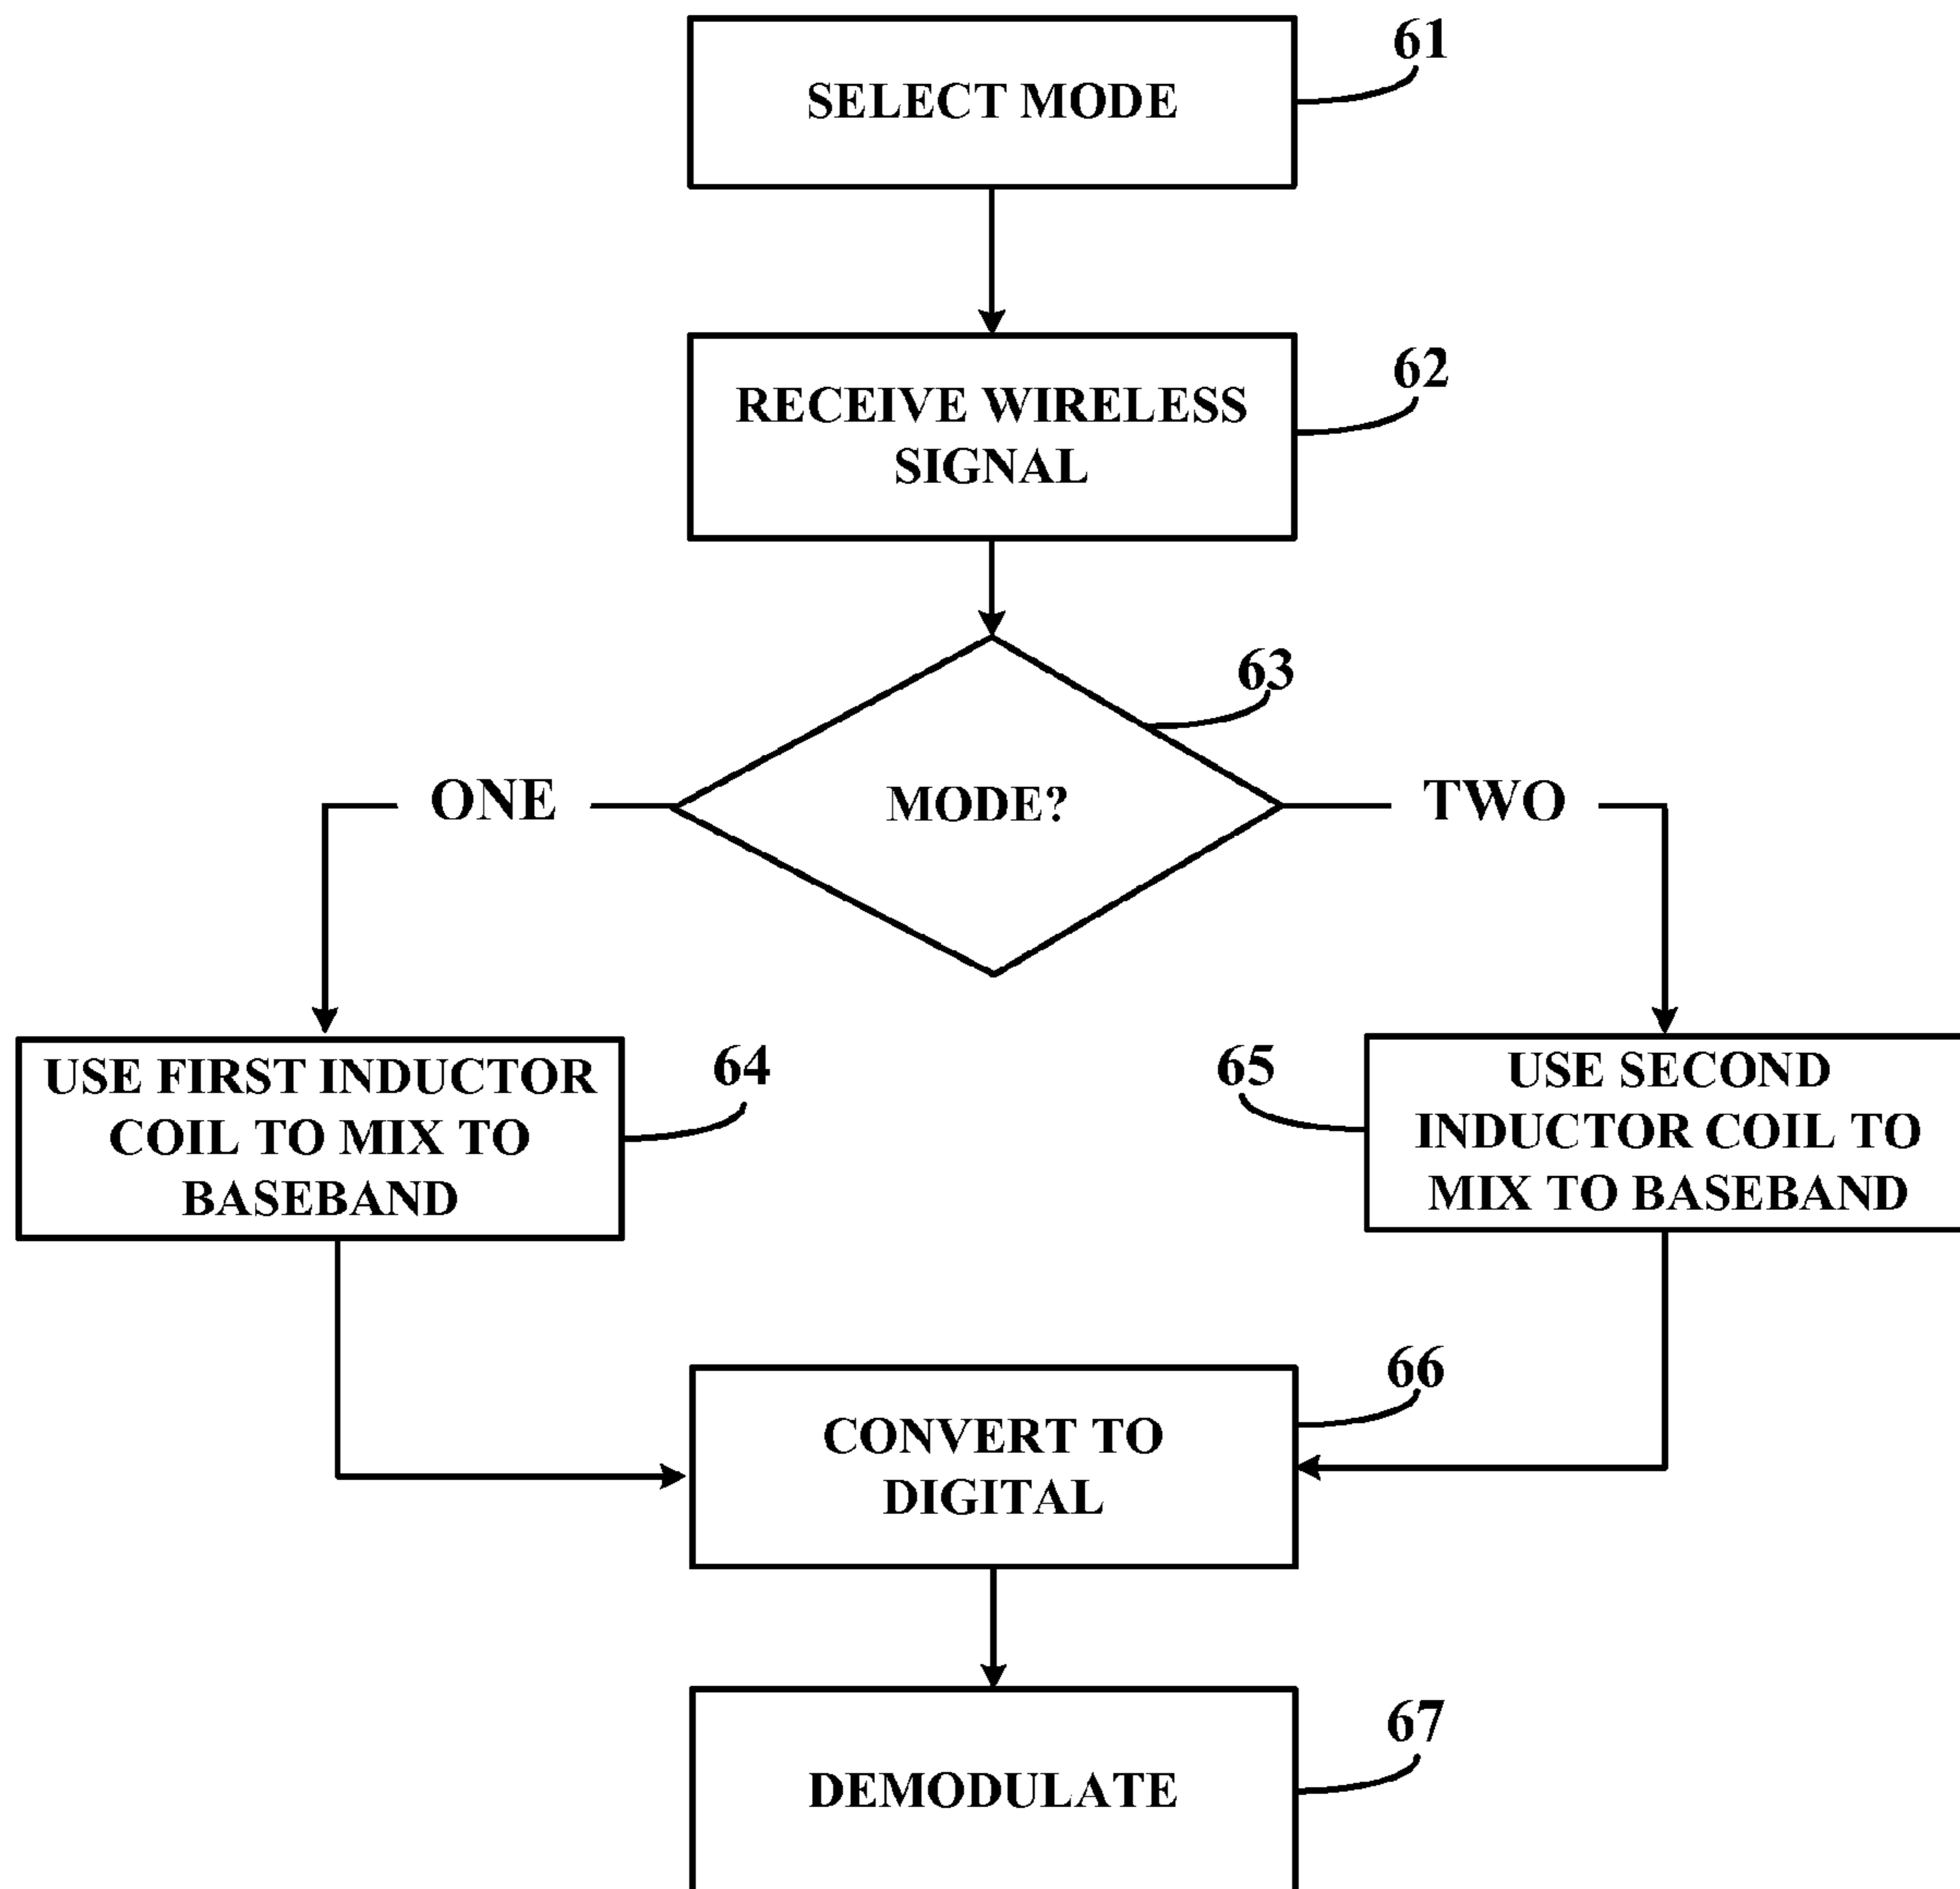 SELECT MODE
61
RECEIVE WIRELESS
SIGNAL
62
63
MODE?
ONE
TWO
USE FIRST INDUCTOR
COIL TO MIX TO
BASEBAND
64
65
USE SECOND
INDUCTOR COIL TO
MIX TO BASEBAND
66
CONVERT TO
DIGITAL
67
DEMODULATE